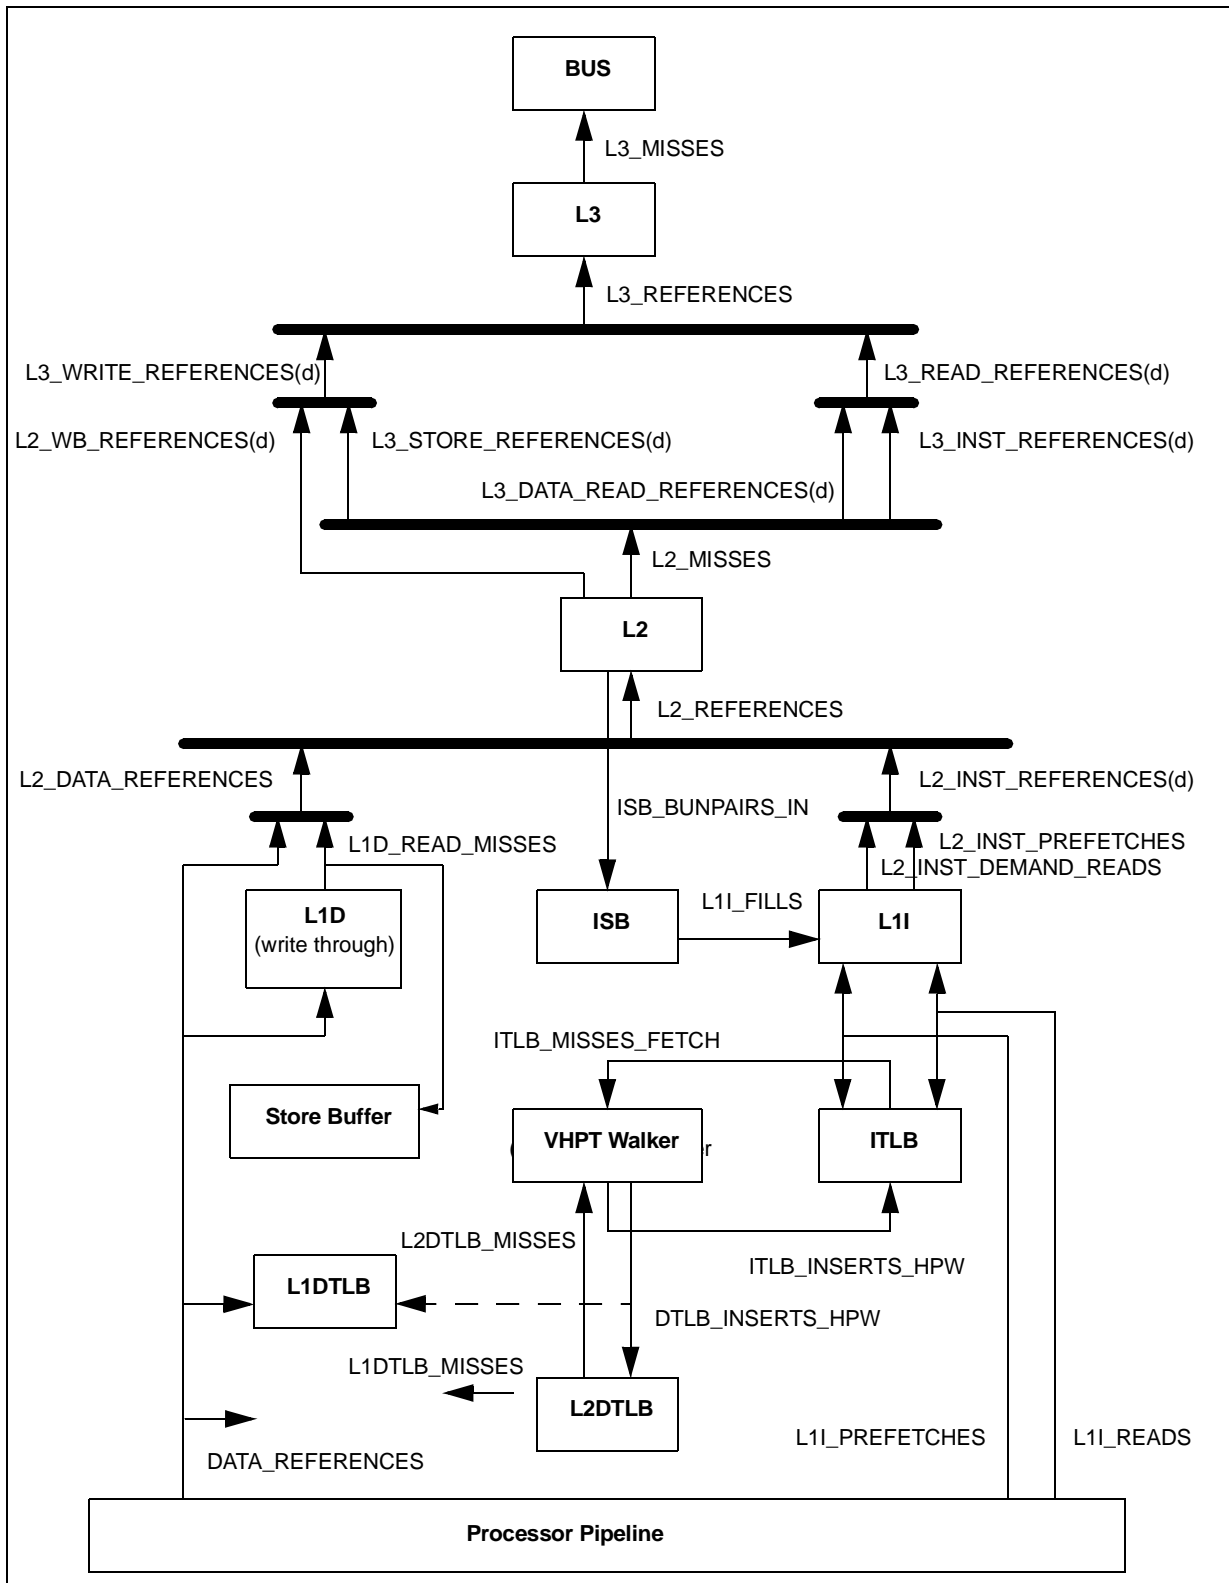 BUS
L3_MISSES
L3
L3_REFERENCES
L3_WRITE_REFERENCES(d)
L3_READ_REFERENCES(d)
L2_WB_REFERENCES(d)
L3_STORE_REFERENCES(d)
L3_INST_REFERENCES(d)
L3_DATA_READ_REFERENCES(d)
L2_MISSES
L2
L2_REFERENCES
L2_DATA_REFERENCES
L2_INST_REFERENCES(d)
ISB_BUNPAIRS_IN
L1D_READ_MISSES
L2_INST_PREFETCHES
L2_INST_DEMAND_READS
L1D
(write through)
ISB
L1I_FILLS
L1I
ITLB_MISSES_FETCH
Store Buffer
VHPT Walker
ITLB
L2DTLB_MISSES
ITLB_INSERTS_HPW
L1DTLB
DTLB_INSERTS_HPW
L1DTLB_MISSES
L2DTLB
L1I_PREFETCHES
L1I_READS
DATA_REFERENCES
Processor Pipeline